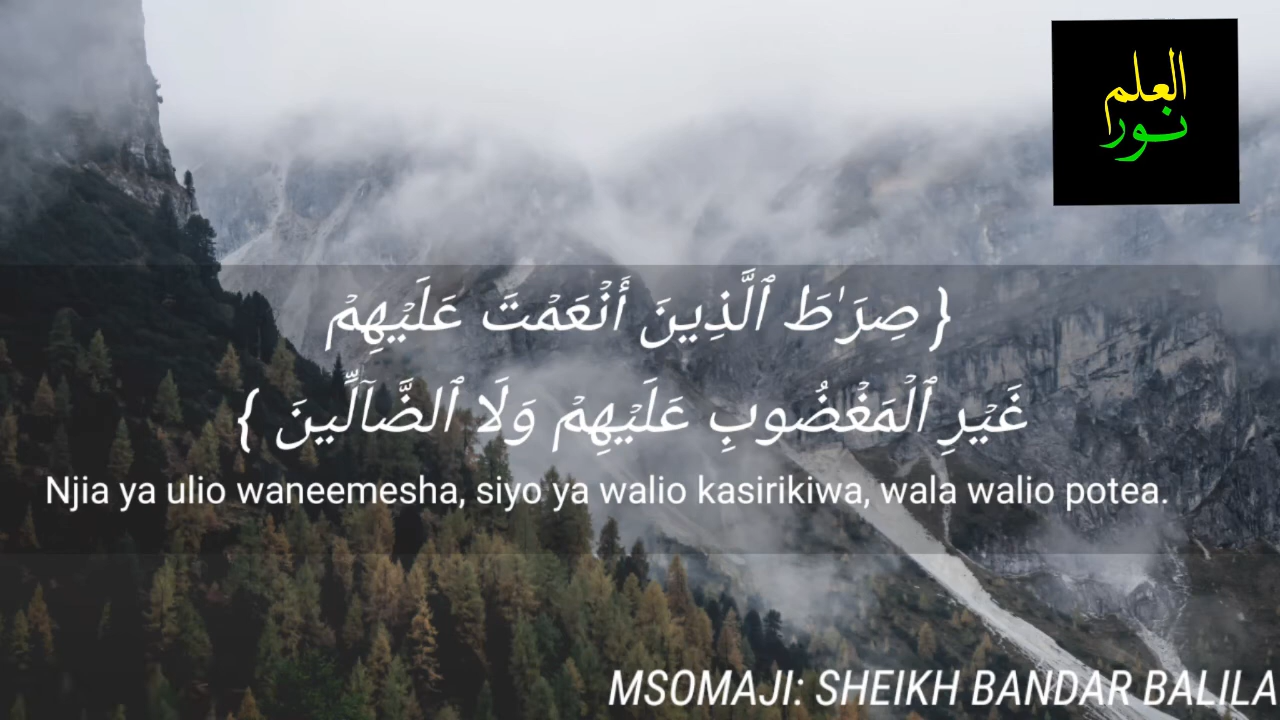 العلم
نور
{ صِرَٰطَ ٱلَّذِينَ أَنۡعَمۡتَ عَلَيۡهِمۡ
غَيۡرِ ٱلۡمَغۡضُوبِ عَلَيۡهِمۡ وَلَا ٱلضَّآلِّينَ }
Njia ya ulio waneemesha, siyo ya walio kasirikiwa, wala walio potea.
MSOMAJI: SHEIKH BANDAR BALILA